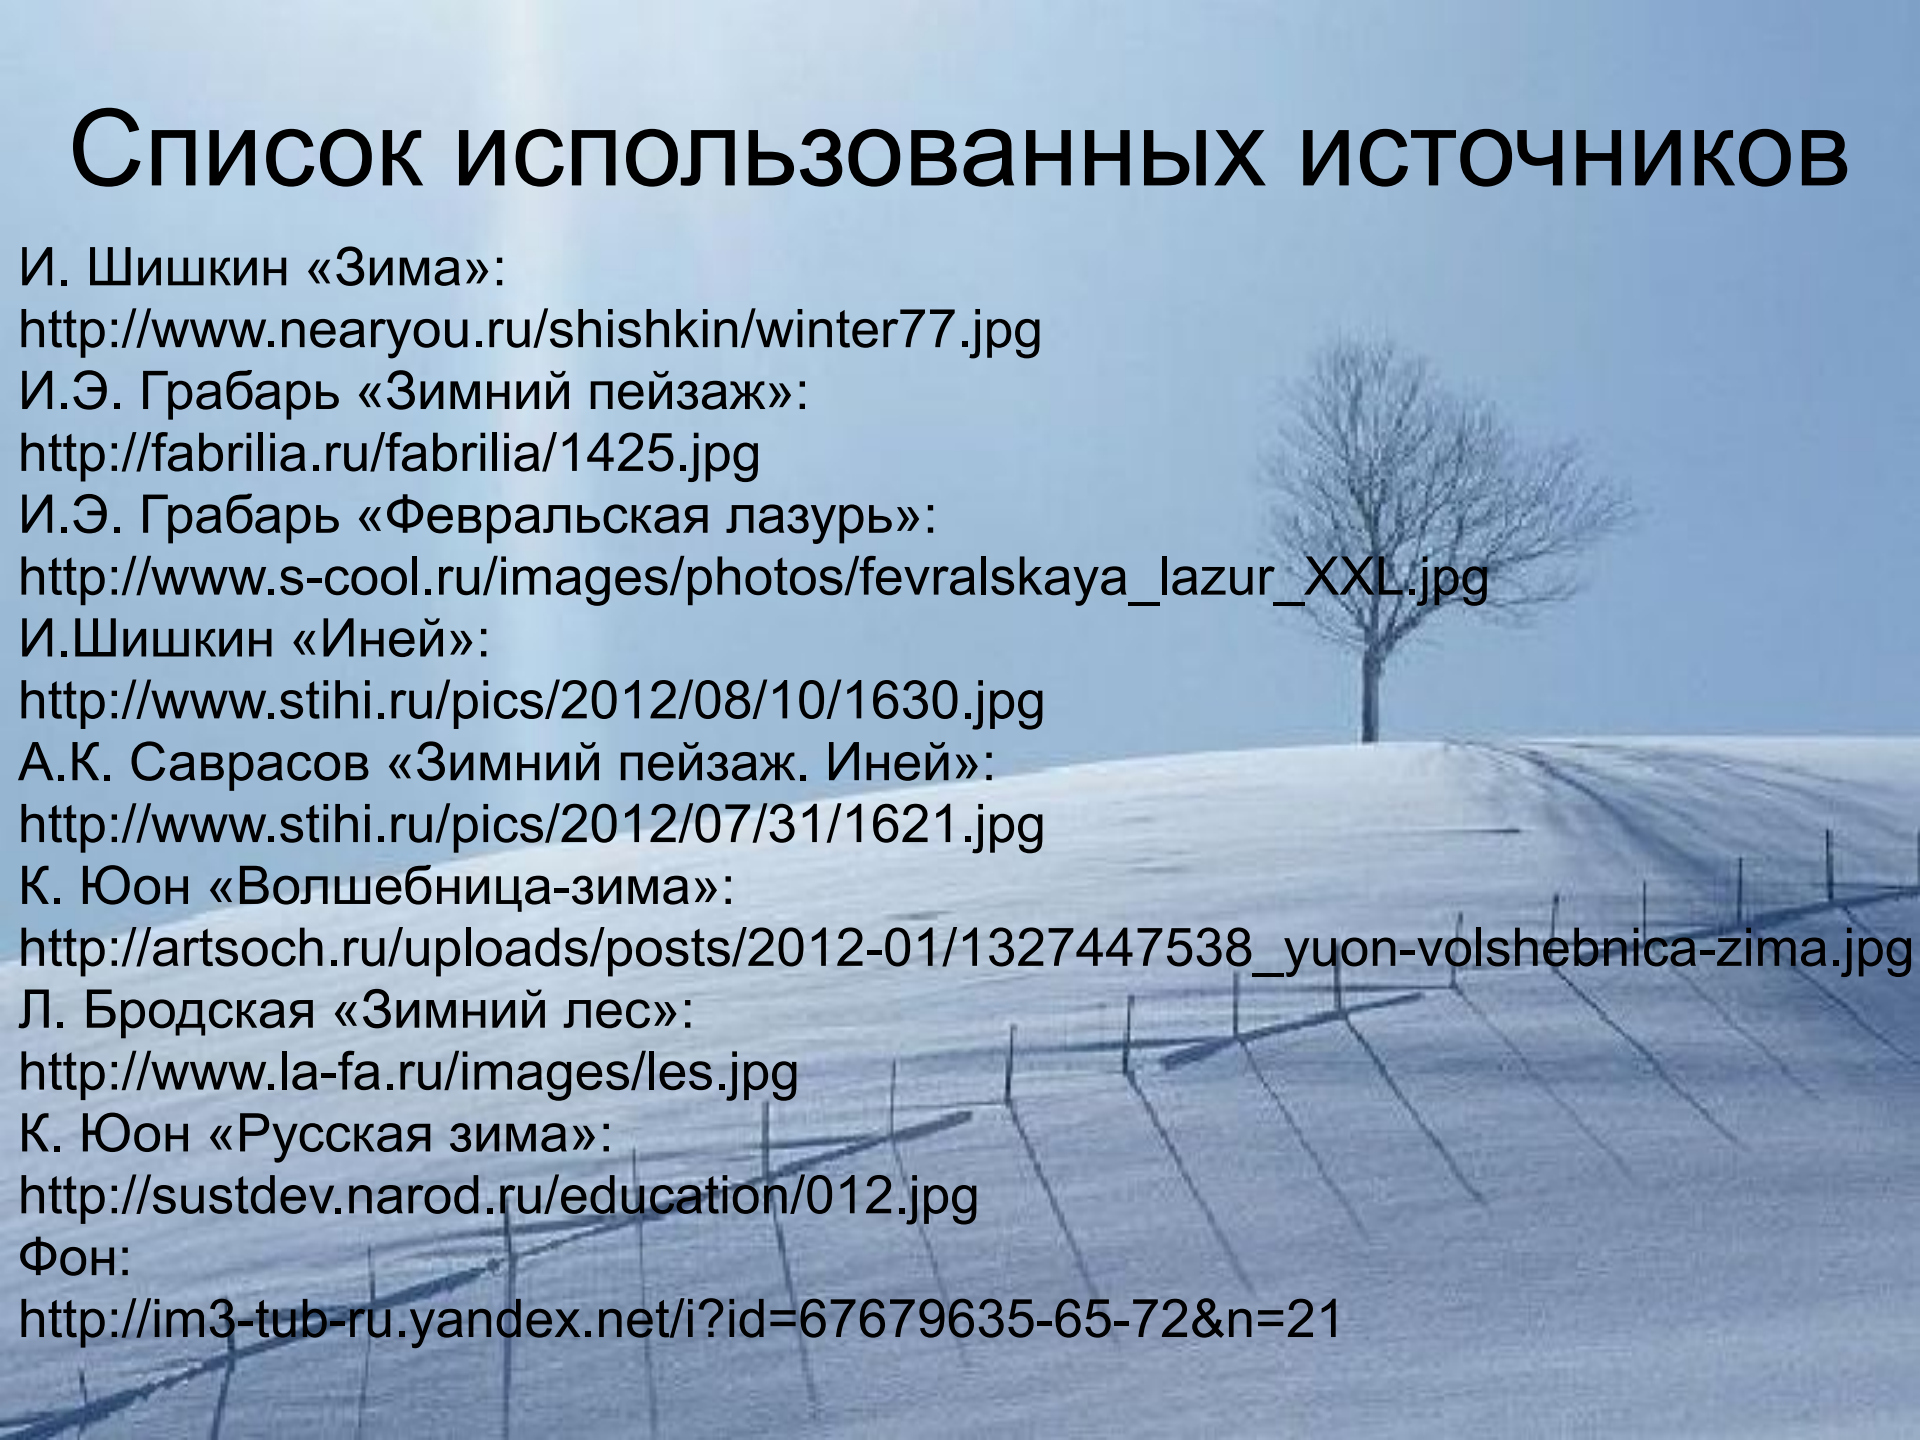 Список использованных источников
И. Шишкин «Зима»:
http://www.nearyou.ru/shishkin/winter77.jpg
И.Э. Грабарь «Зимний пейзаж»:
http://fabrilia.ru/fabrilia/1425.jpg
И.Э. Грабарь «Февральская лазурь»:
http://www.s-cool.ru/images/photos/fevralskaya_lazur_XXL.jpg
И.Шишкин «Иней»:
http://www.stihi.ru/pics/2012/08/10/1630.jpg
А.К. Саврасов «Зимний пейзаж. Иней»:
http://www.stihi.ru/pics/2012/07/31/1621.jpg
К. Юон «Волшебница-зима»:
http://artsoch.ru/uploads/posts/2012-01/1327447538_yuon-volshebnica-zima.jpg
Л. Бродская «Зимний лес»:
http://www.la-fa.ru/images/les.jpg
К. Юон «Русская зима»:
http://sustdev.narod.ru/education/012.jpg
Фон:
http://im3-tub-ru.yandex.net/i?id=67679635-65-72&n=21